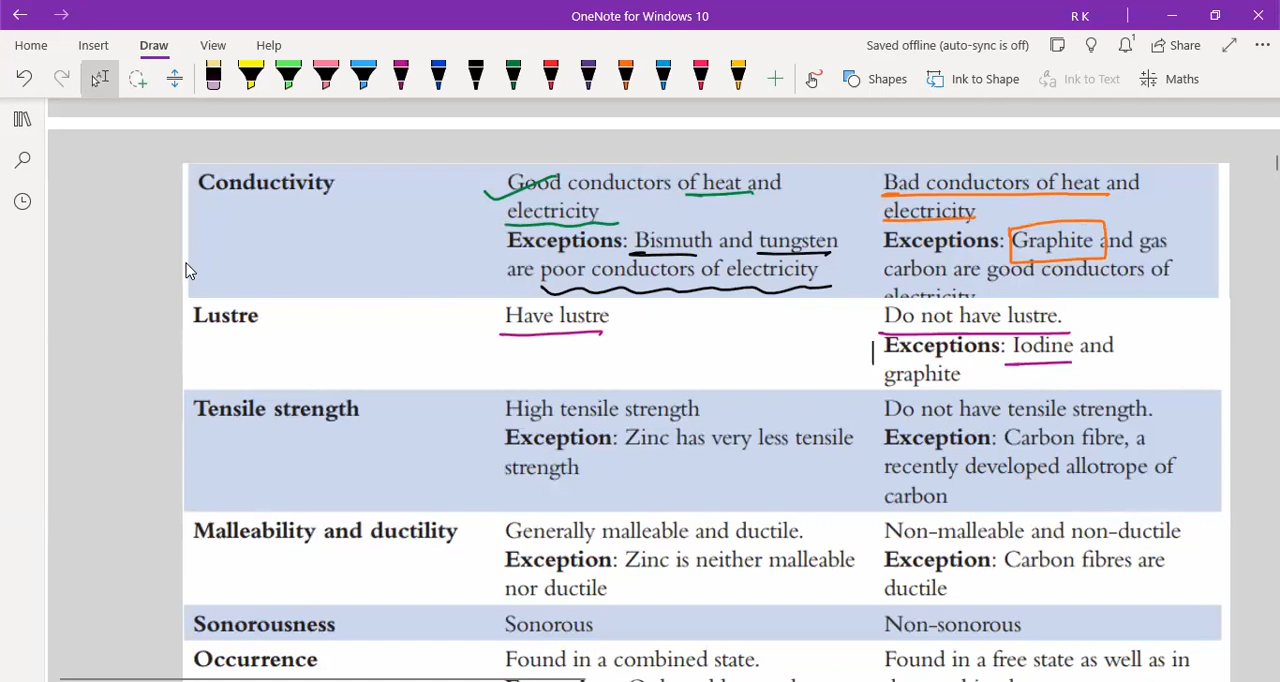 OneNote for Windows 10
R K
Home Insert Draw View Help
Saved offline (auto-sync is off)
Share
Shapes
Ink to Shape
Ink to Text
Maths
Conductivity
Good conductors of heat and
electricity
Exceptions: Bismuth and tungsten
are poor conductors of electricity
Bad conductors of heat and
electricity
Exceptions: Graphite and gas
carbon are good conductors of
electricity
Lustre
Have lustre
Do not have lustre.
Exceptions: Iodine and
graphite
Tensile strength
High tensile strength
Exception: Zinc has very less tensile
strength
Do not have tensile strength.
Exception: Carbon fibre, a
recently developed allotrope of
carbon
Malleability and ductility
Generally malleable and ductile.
Exception: Zinc is neither malleable
nor ductile
Non-malleable and non-ductile
Exception: Carbon fibres are
ductile
Sonorousness
Sonorous
Non-sonorous
Occurrence
Found in a combined state.
Found in a free state as well as in